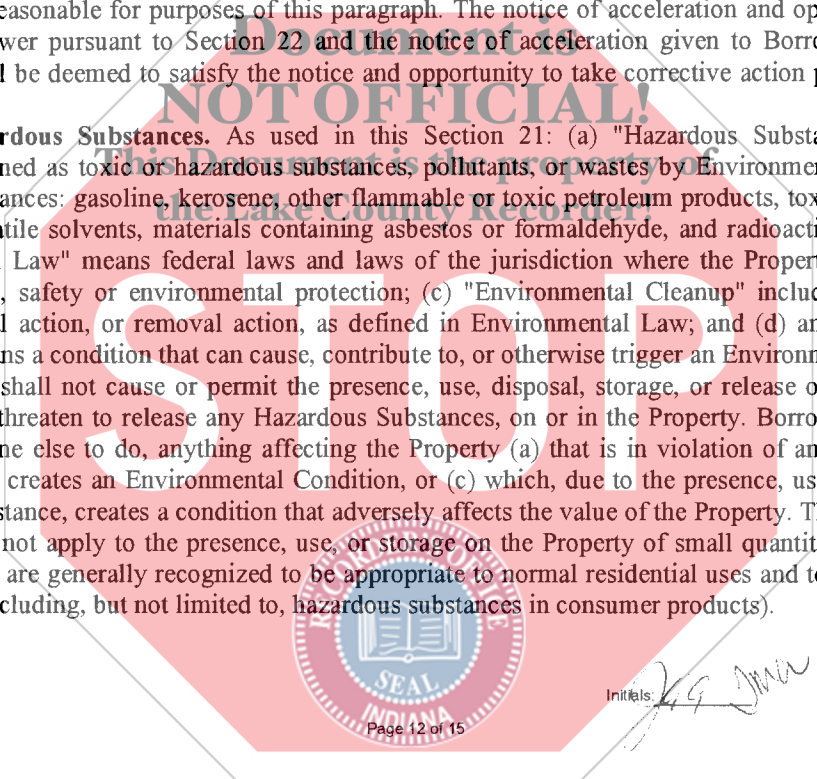 easonable for purposes of this paragraph. The notice of acceleration and op
Document is
wer pursuant to Section 22 and the notice of acceleration given to Borro
l be deemed to satisfy the notice and opportunity to take corrective action p
NOT OFFICIAL!
rdous Substances. As used in this Section 21: (a) "Hazardous Substa
This Document is the property of
ned as toxic or hazardous substances, pollutants, or wastes by Environmen
ances: gasoline, kerosene, other flammable or toxic petroleum products, tox
the Lake County Recorder!
tile solvents, materials containing asbestos or formaldehyde, and radioacti
Law" means federal laws and laws of the jurisdiction where the Propert
, safety or environmental protection; (c) "Environmental Cleanup" includ
l action, or removal action, as defined in Environmental Law; and (d) an
ns a condition that can cause, contribute to, or otherwise trigger an Environm
STOP
shall not cause or permit the presence, use, disposal, storage, or release o
threaten to release any Hazardous Substances, on or in the Property. Borro
ne else to do, anything affecting the Property (a) that is in violation of an
creates an Environmental Condition, or (c) which, due to the presence, us
stance, creates a condition that adversely affects the value of the Property. T
not apply to the presence, use, or storage on the Property of small quantit
are generally recognized to be appropriate to normal residential uses and t
cluding, but not limited to, hazardous substances in consumer products).
RECORDER'S OFFICE
SEAL
INDIANA
Initials:
Page 12 of 15